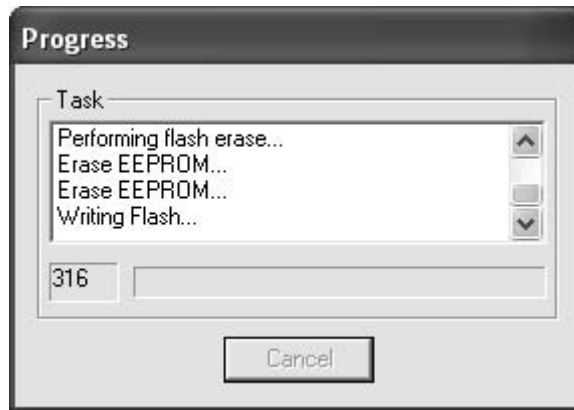 Progress
Task
Performing flash erase...
Erase EEPROM...
Erase EEPROM...
Writing Flash...
316
Cancel